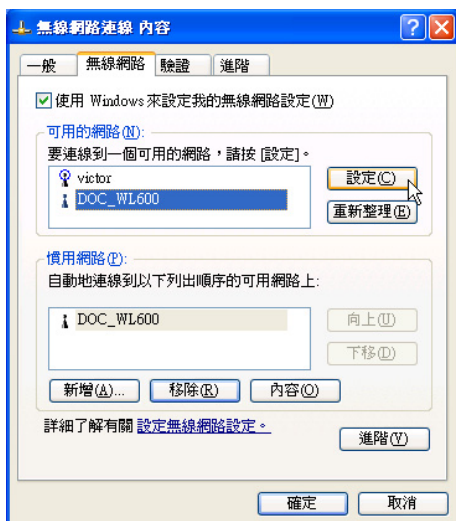 無線網路連線 內容
一般 無線網路 驗證 進階
使用 Windows 來設定我的無線網路設定(W)
可用的網路(N):
要連線到一個可用的網路，請按 [設定]。
victor
DOC_WL600
設定(C)
重新整理(E)
慣用網路(P):
自動地連線到以下列出順序的可用網路上:
DOC_WL600
向上(U)
下移(D)
新增(A)... 移除(R) 內容(O)
詳細了解有關 設定無線網路設定。
進階(V)
確定 取消